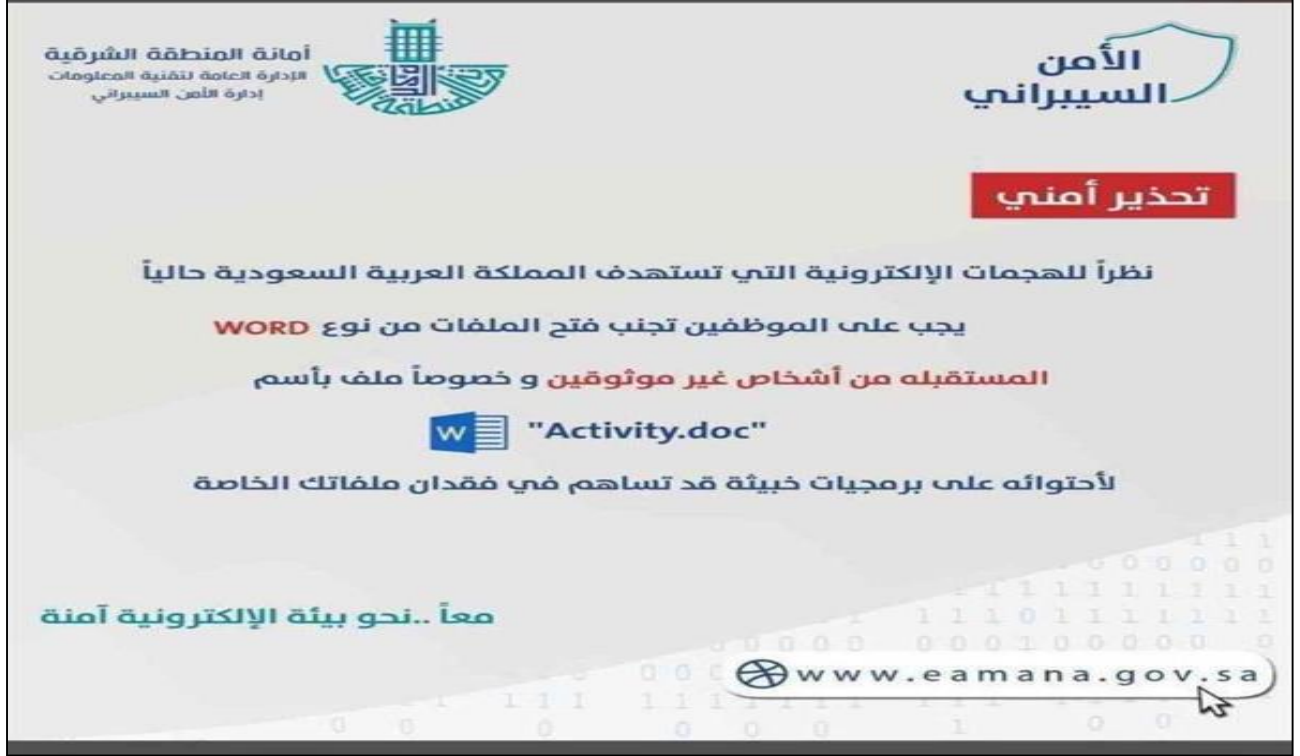 الأمن
السيبراني
أمانة المنطقة الشرقية
الإدارة العامة لتقنية المعلومات
إدارة الأمن السيبراني
تحذير أمني
نظراً للهجمات الإلكترونية التي تستهدف المملكة العربية السعودية حالياً
يجب على الموظفين تجنب فتح الملفات من نوع WORD
المستقبله من أشخاص غير موثوقين و خصوصاً ملف بأسم
"Activity.doc"
W
لأحتوائه على برمجيات خبيثة قد تساهم في فقدان ملفاتك الخاصة
معاً ..نحو بيئة الإلكترونية آمنة
www.eamana.gov.sa